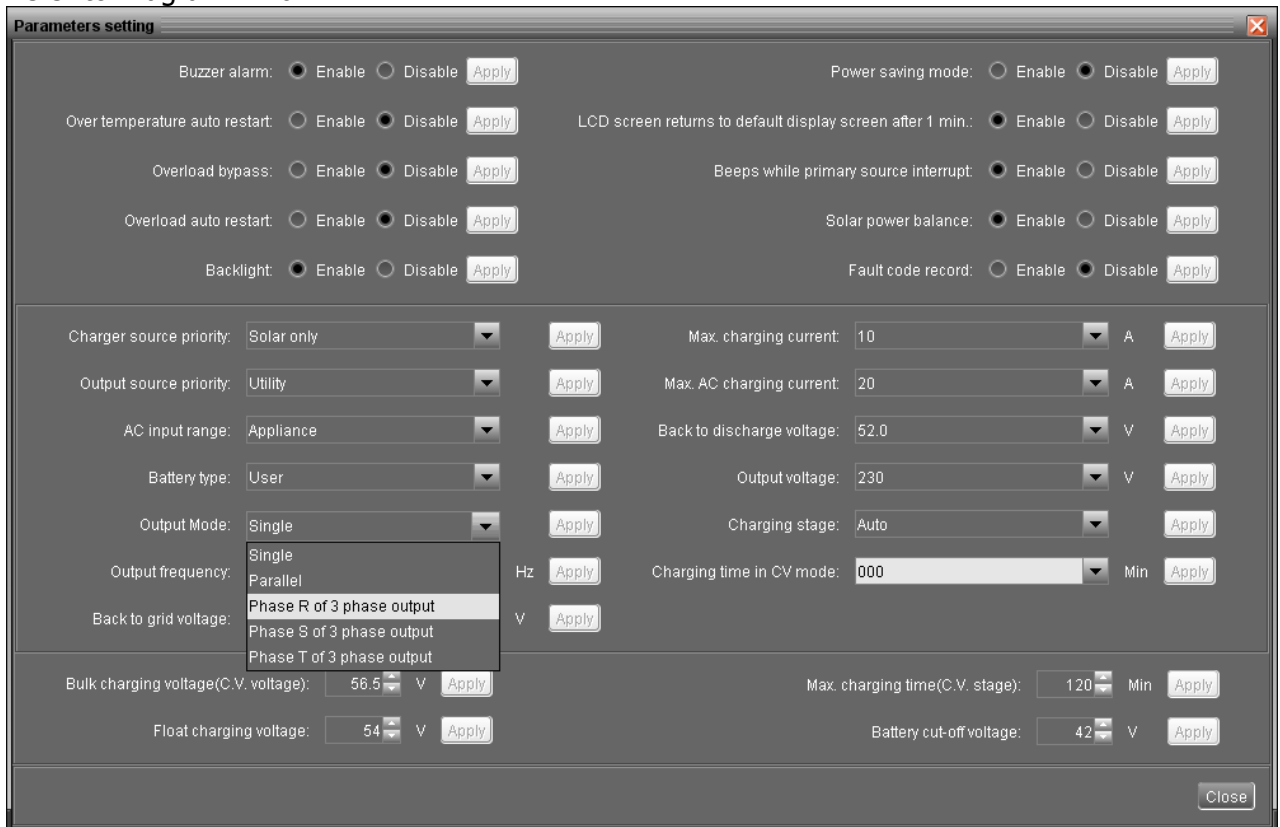 Parameters setting
Buzzer alarm: Enable Disable Apply Power saving mode: Enable Disable Apply
Over temperature auto restart: Enable Disable Apply LCD screen returns to default display screen after 1 min.: Enable Disable Apply
Overload bypass: Enable Disable Apply Beeps while primary source interrupt: Enable Disable Apply
Overload auto restart: Enable Disable Apply Solar power balance: Enable Disable Apply
Backlight: Enable Disable Apply Fault code record: Enable Disable Apply
Charger source priority: Solar only Apply Max. charging current: 10 A Apply
Output source priority: Utility Apply Max. AC charging current: 20 A Apply
AC input range: Appliance Apply Back to discharge voltage: 52.0 V Apply
Battery type: User Apply Output voltage: 230 V Apply
Output Mode: Single Apply Charging stage: Auto Apply
Single
Output frequency: Hz Apply Charging time in CV mode: 000 Min Apply
Parallel
Phase R of 3 phase output
Back to grid voltage: V Apply
Phase S of 3 phase output
Phase T of 3 phase output
Bulk charging voltage(C.V. voltage): 56.5 V Apply Max. charging time(C.V. stage): 120 Min Apply
Float charging voltage: 54 V Apply Battery cut-off voltage: 42 V Apply
Close